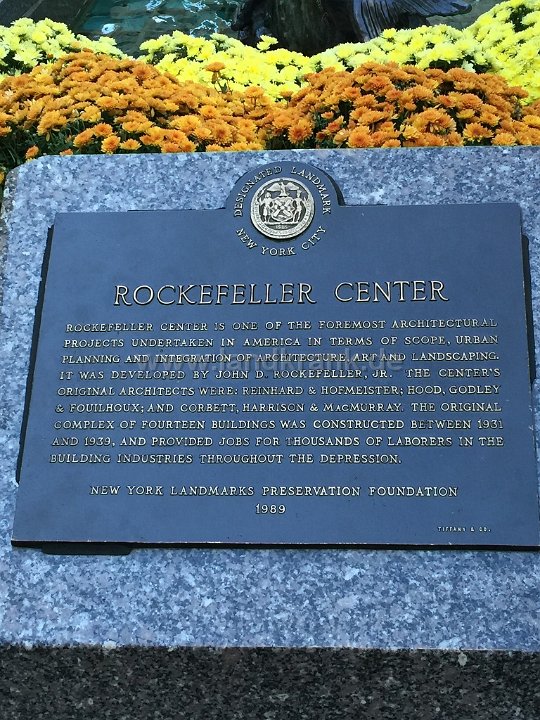 DESIGNATED LANDMARK
NEW YORK CITY
ROCKEFELLER CENTER
ROCKEFELLER CENTER IS ONE OF THE FOREMOST ARCHITECTURAL
PROJECTS UNDERTAKEN IN AMERICA IN TERMS OF SCOPE, URBAN
PLANNING AND INTEGRATION OF ARCHITECTURE, ART AND LANDSCAPING.
IT WAS DEVELOPED BY JOHN D. ROCKEFELLER, JR. THE CENTER'S
ORIGINAL ARCHITECTS WERE: REINHARD & HOFMEISTER; HOOD, GODLEY
& FOUILHOUX; AND CORBETT, HARRISON & MACMURRAY. THE ORIGINAL
COMPLEX OF FOURTEEN BUILDINGS WAS CONSTRUCTED BETWEEN 1931
AND 1939, AND PROVIDED JOBS FOR THOUSANDS OF LABORERS IN THE
BUILDING INDUSTRIES THROUGHOUT THE DEPRESSION.
NEW YORK LANDMARKS PRESERVATION FOUNDATION
1989
TIFFANY & CO.